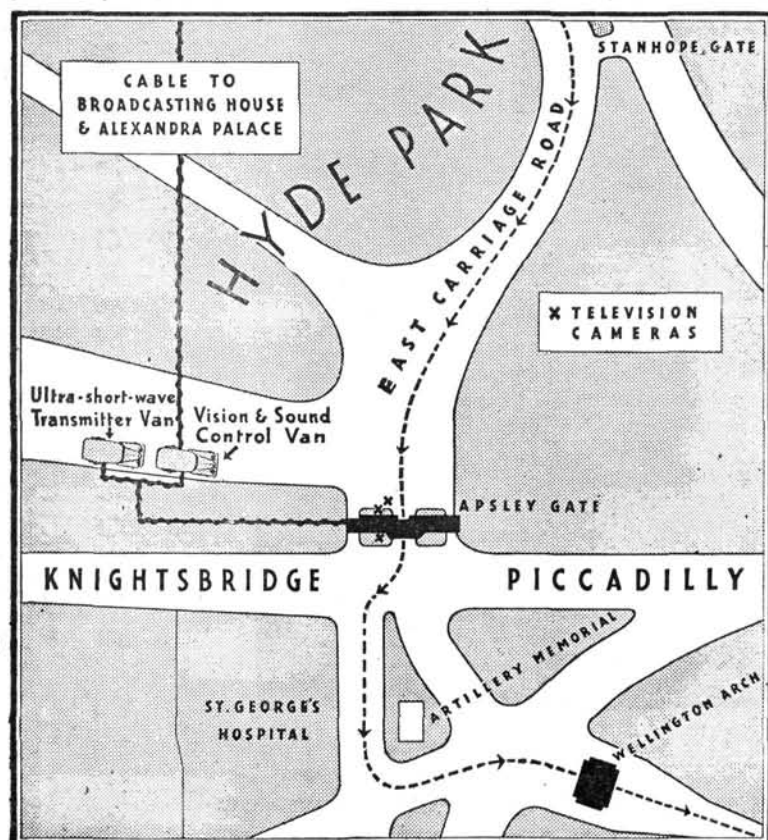 STANHOPE GATE
CABLE TO
BROADCASTING HOUSE
& ALEXANDRA PALACE
HYDE PARK
EAST CARRIAGE ROAD
× TELEVISION
CAMERAS
Ultra-short-wave
Transmitter Van
Vision & Sound
Control Van
APSLEY GATE
KNIGHTSBRIDGE
PICCADILLY
ARTILLERY MEMORIAL
ST. GEORGE'S
HOSPITAL
WELLINGTON ARCH